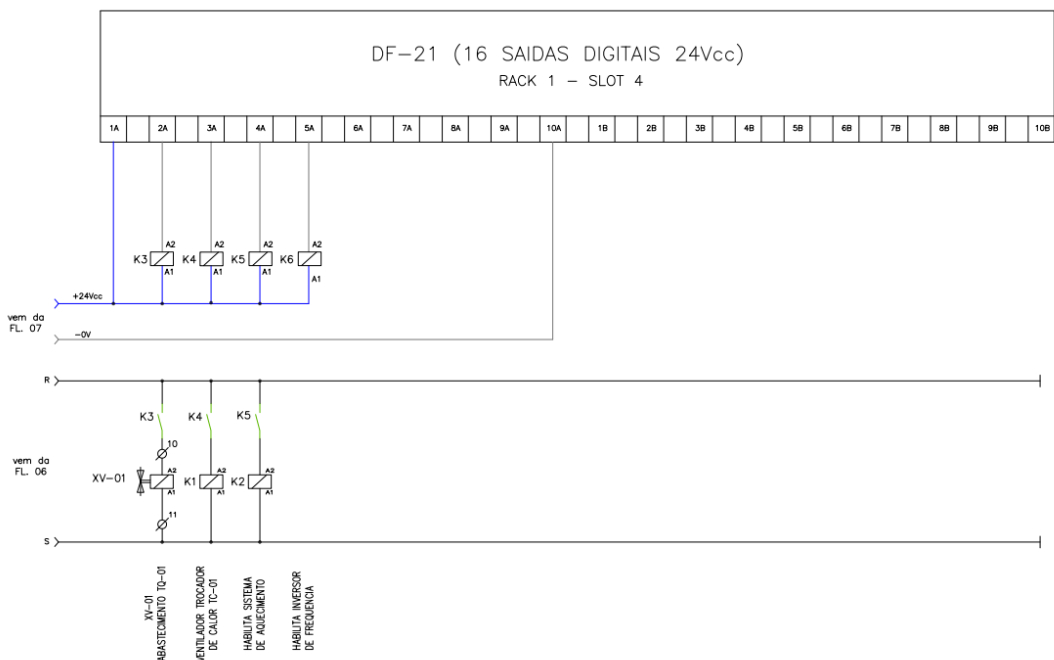 DF-21 (16 SAIDAS DIGITAIS 24Vcc)
RACK 1 - SLOT 4
1A 2A 3A 4A 5A 6A 7A 8A 9A 10A 1B 2B 3B 4B 5B 6B 7B 8B 9B 10B
A2 A2 A2 A2
K3 K4 K5 K6
A1 A1 A1 A1
+24Vcc
vem da
FL. 07
-0V
R
K3 K4 K5
10
vem da
FL. 06
A2 A2 A2
XV-01 K1 K2
A1 A1 A1
11
S
XV-01
ABASTECIMENTO TQ-01
VENTILADOR TROCADOR
DE CALOR TC-01
HABILITA SISTEMA
DE AQUECIMENTO
HABILITA INVERSOR
DE FREQUENCIA